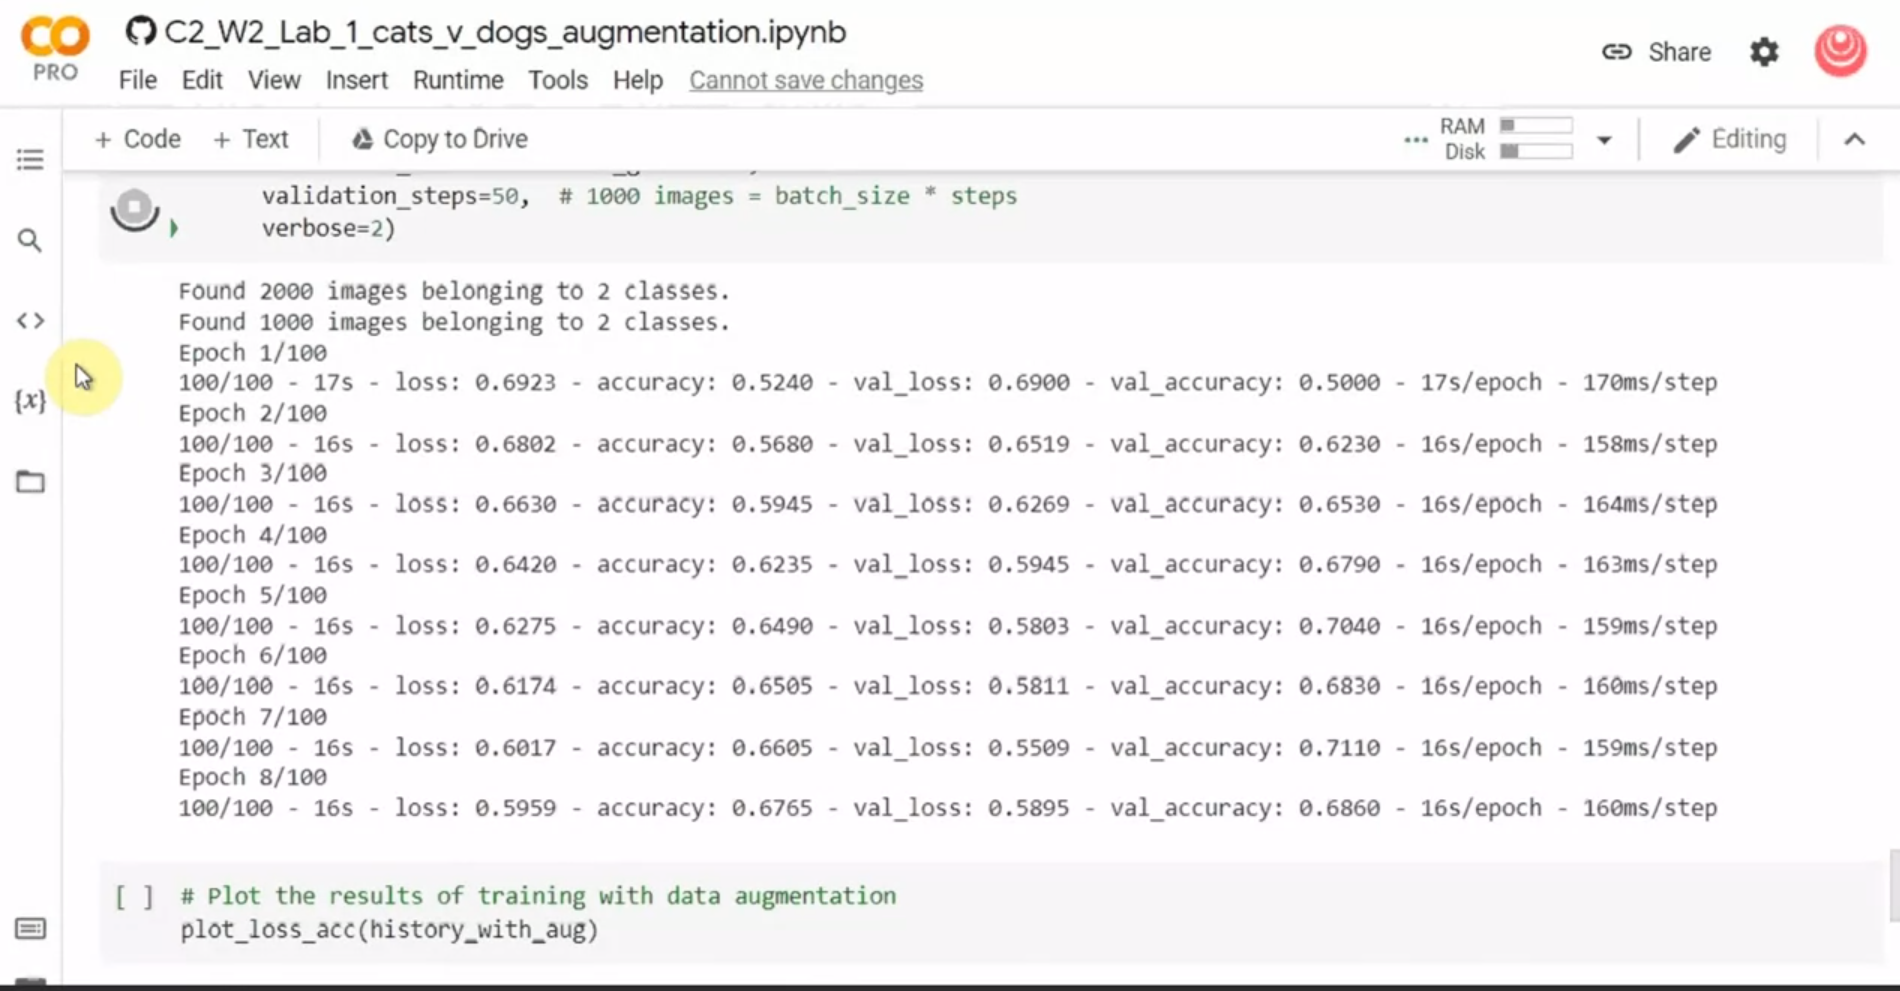 C2_W2_Lab_1_cats_v_dogs_augmentation.ipynb
PRO
Share
File Edit View Insert Runtime Tools Help Cannot save changes
+ Code + Text Copy to Drive
RAM
Disk
Editing
validation_steps=50,  # 1000 images = batch_size * steps
verbose=2)
Found 2000 images belonging to 2 classes.
Found 1000 images belonging to 2 classes.
Epoch 1/100
100/100 - 17s - loss: 0.6923 - accuracy: 0.5240 - val_loss: 0.6900 - val_accuracy: 0.5000 - 17s/epoch - 170ms/step
Epoch 2/100
100/100 - 16s - loss: 0.6802 - accuracy: 0.5680 - val_loss: 0.6519 - val_accuracy: 0.6230 - 16s/epoch - 158ms/step
Epoch 3/100
100/100 - 16s - loss: 0.6630 - accuracy: 0.5945 - val_loss: 0.6269 - val_accuracy: 0.6530 - 16s/epoch - 164ms/step
Epoch 4/100
100/100 - 16s - loss: 0.6420 - accuracy: 0.6235 - val_loss: 0.5945 - val_accuracy: 0.6790 - 16s/epoch - 163ms/step
Epoch 5/100
100/100 - 16s - loss: 0.6275 - accuracy: 0.6490 - val_loss: 0.5803 - val_accuracy: 0.7040 - 16s/epoch - 159ms/step
Epoch 6/100
100/100 - 16s - loss: 0.6174 - accuracy: 0.6505 - val_loss: 0.5811 - val_accuracy: 0.6830 - 16s/epoch - 160ms/step
Epoch 7/100
100/100 - 16s - loss: 0.6017 - accuracy: 0.6605 - val_loss: 0.5509 - val_accuracy: 0.7110 - 16s/epoch - 159ms/step
Epoch 8/100
100/100 - 16s - loss: 0.5959 - accuracy: 0.6765 - val_loss: 0.5895 - val_accuracy: 0.6860 - 16s/epoch - 160ms/step
[ ] # Plot the results of training with data augmentation
plot_loss_acc(history_with_aug)